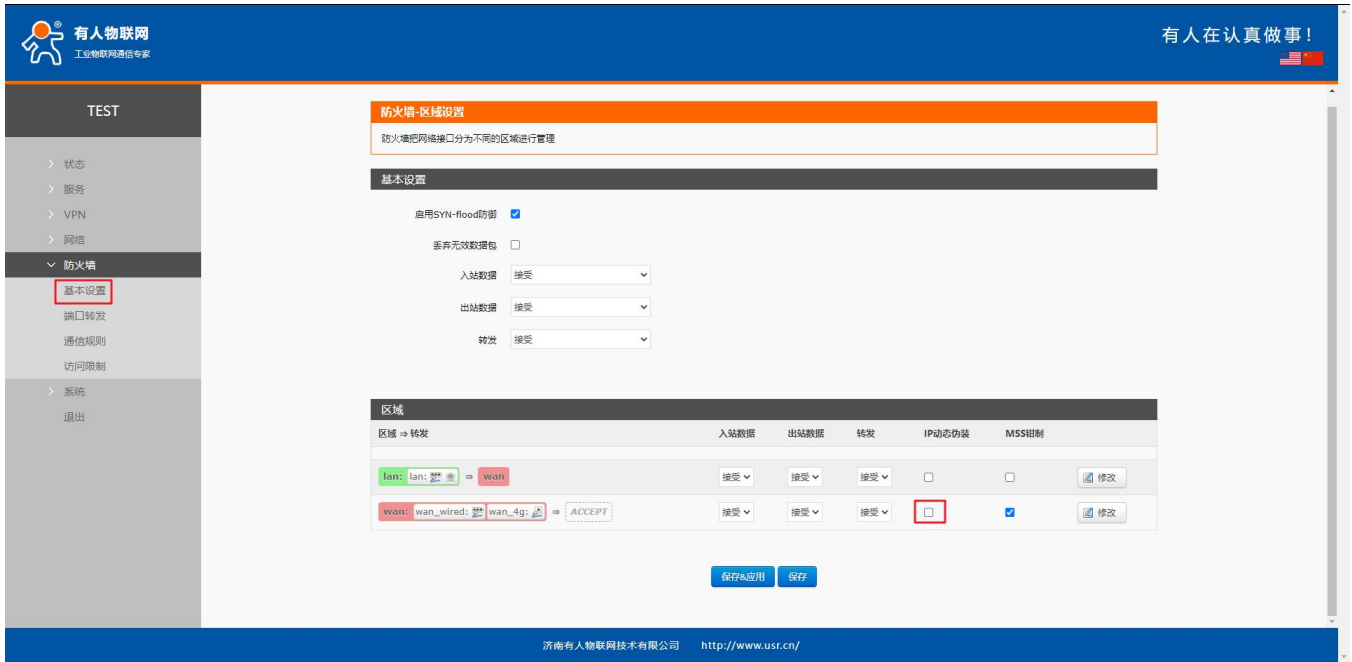 有人物联网
工业物联网通信专家
有人在认真做事！
TEST
状态
服务
VPN
网络
防火墙
基本设置
端口转发
通信规则
访问限制
系统
退出
防火墙-区域设置
防火墙把网络接口分为不同的区域进行管理
基本设置
启用SYN-flood防御
丢弃无效数据包
入站数据 接受
出站数据 接受
转发 接受
区域
区域 ⇒ 转发 入站数据 出站数据 转发 IP动态伪装 MSS钳制
lan: lan: ⇒ wan 接受 接受 接受 修改
wan: wan_wired: wan_4g: ⇒ ACCEPT 接受 接受 接受 修改
保存&应用 保存
济南有人物联网技术有限公司 http://www.usr.cn/